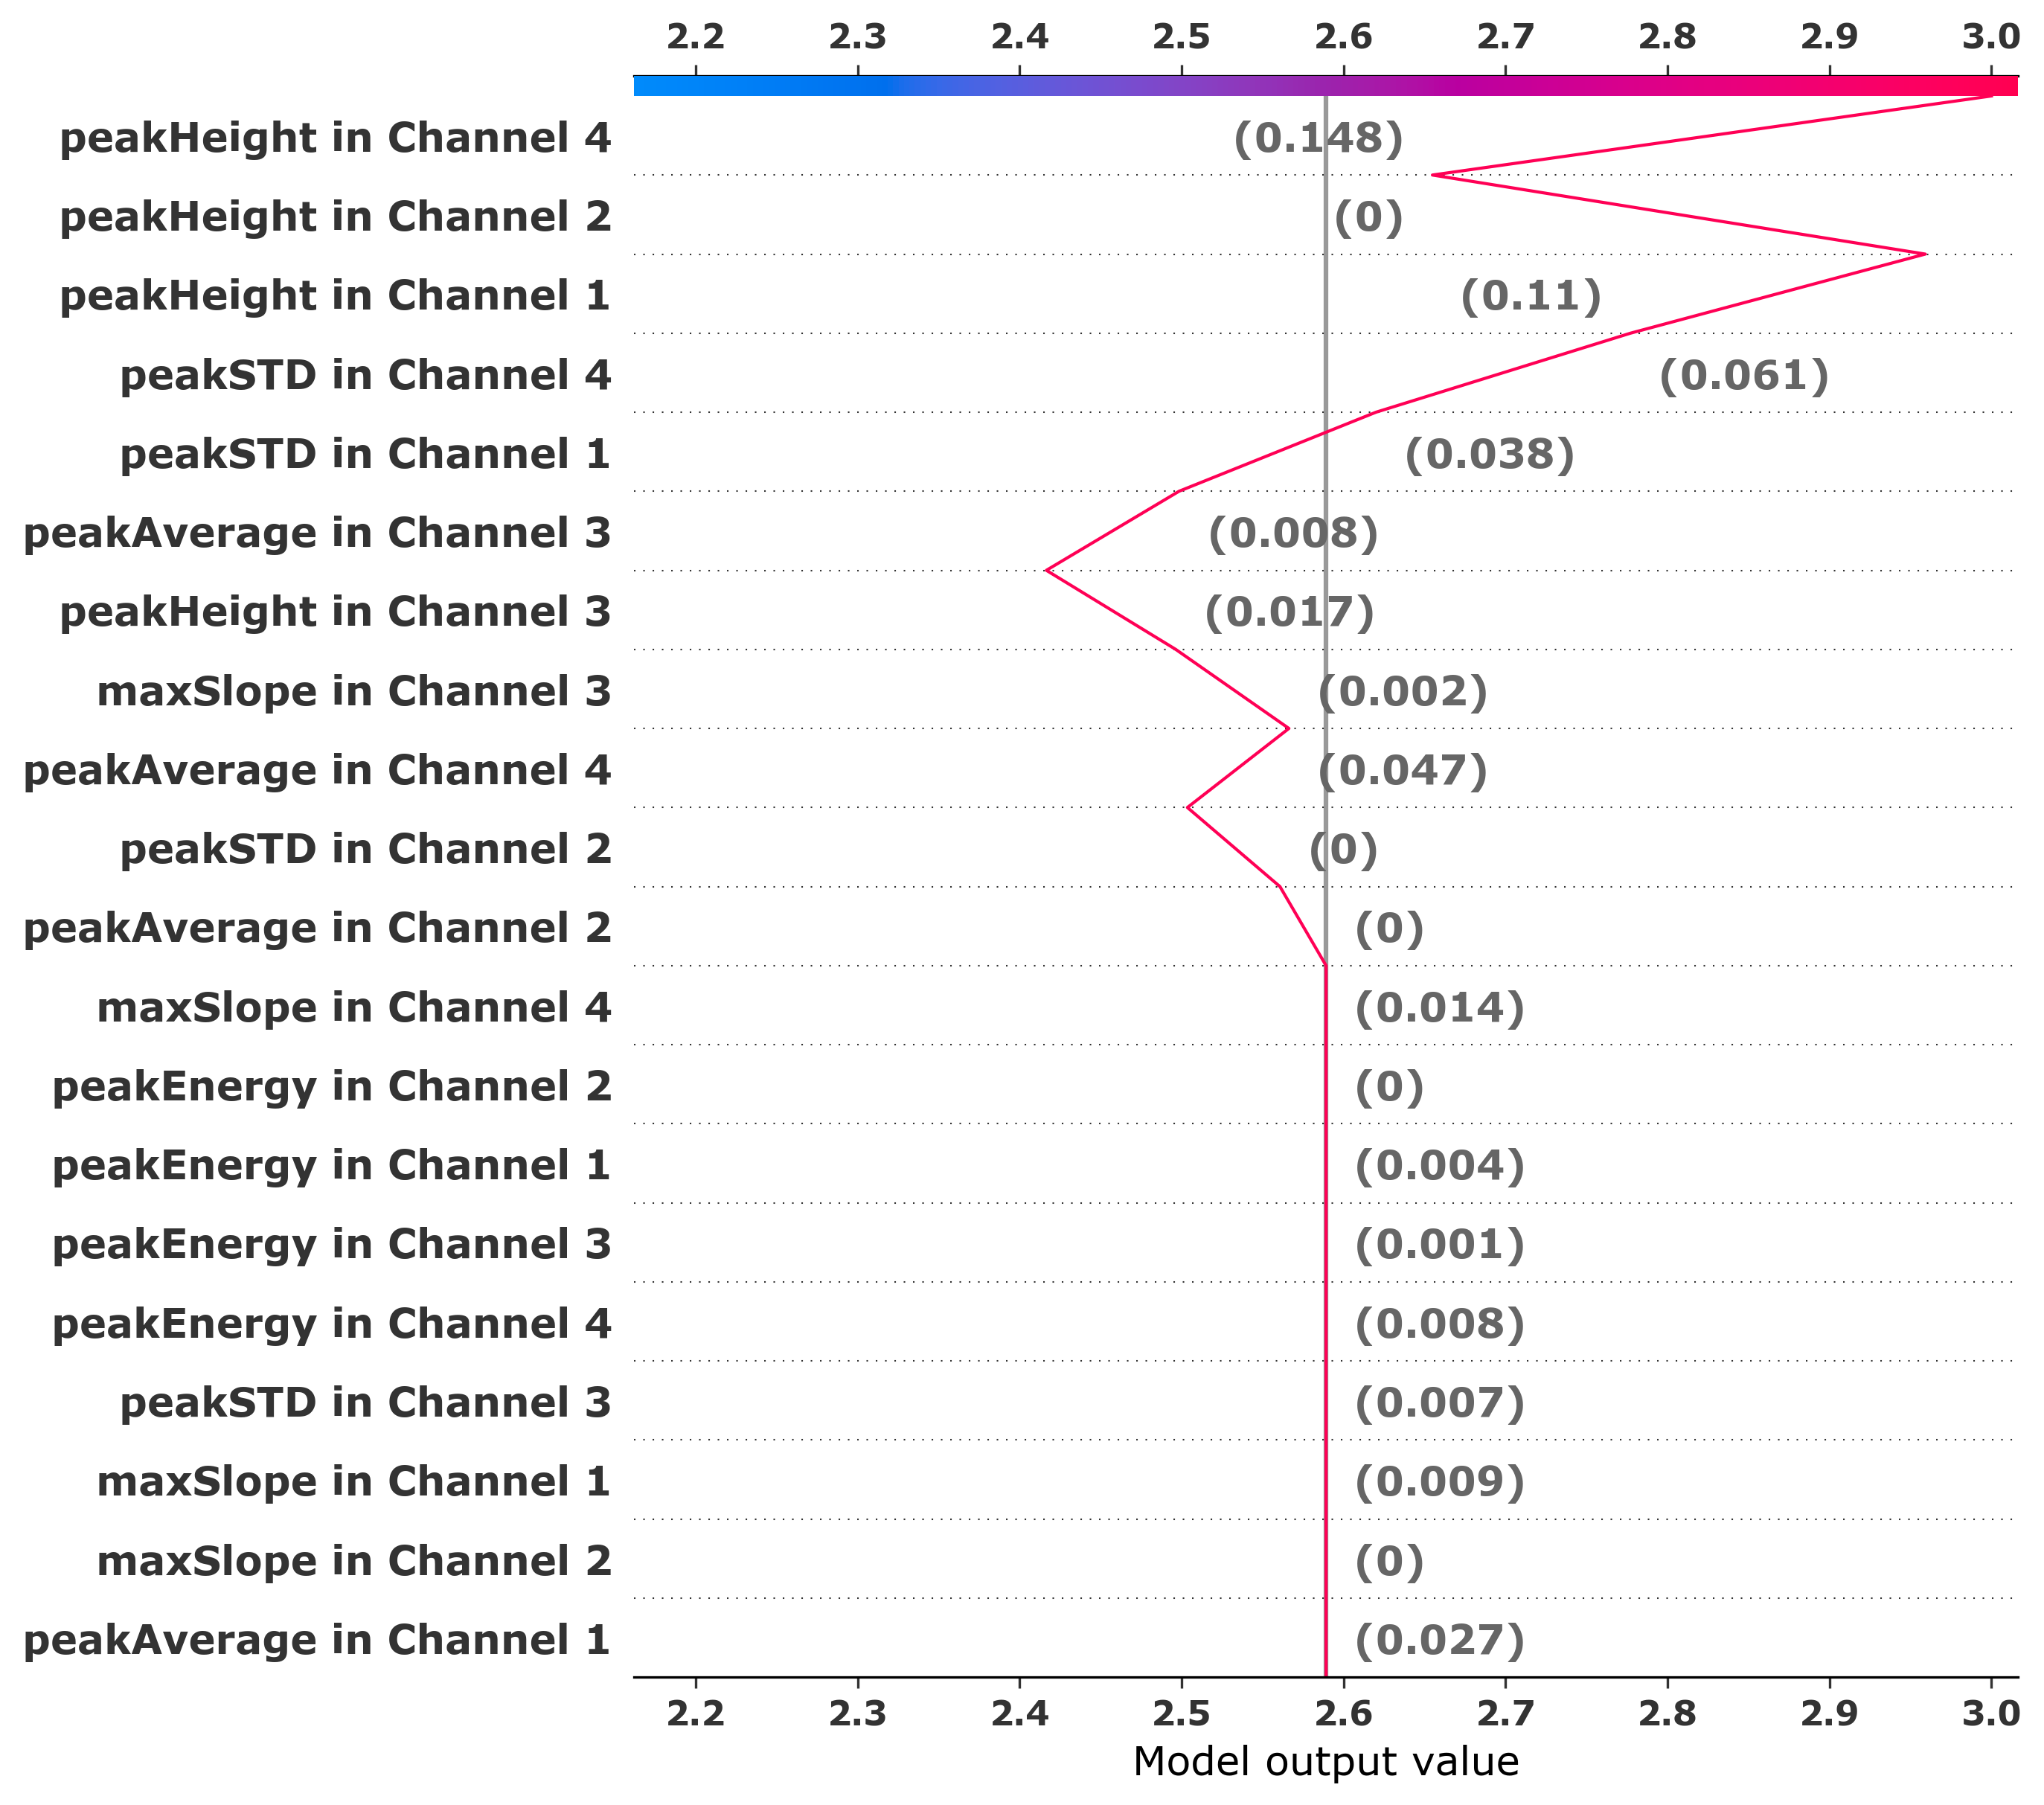 2.2 2.3 2.4 2.5 2.6 2.7 2.8 2.9 3.0
peakHeight in Channel 4 (0.148)
peakHeight in Channel 2 (0)
peakHeight in Channel 1 (0.11)
peakSTD in Channel 4 (0.061)
peakSTD in Channel 1 (0.038)
peakAverage in Channel 3 (0.008)
peakHeight in Channel 3 (0.017)
maxSlope in Channel 3 (0.002)
peakAverage in Channel 4 (0.047)
peakSTD in Channel 2 (0)
peakAverage in Channel 2 (0)
maxSlope in Channel 4 (0.014)
peakEnergy in Channel 2 (0)
peakEnergy in Channel 1 (0.004)
peakEnergy in Channel 3 (0.001)
peakEnergy in Channel 4 (0.008)
peakSTD in Channel 3 (0.007)
maxSlope in Channel 1 (0.009)
maxSlope in Channel 2 (0)
peakAverage in Channel 1 (0.027)
2.2 2.3 2.4 2.5 2.6 2.7 2.8 2.9 3.0
Model output value